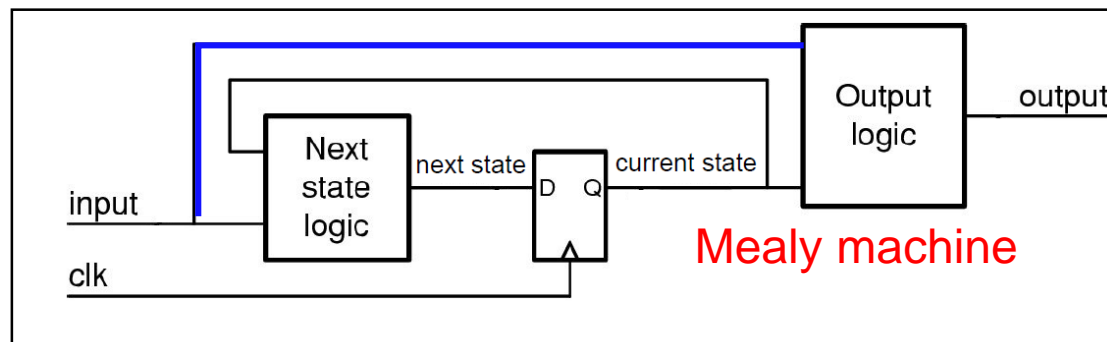 Output
logic
output
Next
state
logic
next state
D
Q
current state
input
clk
Mealy machine